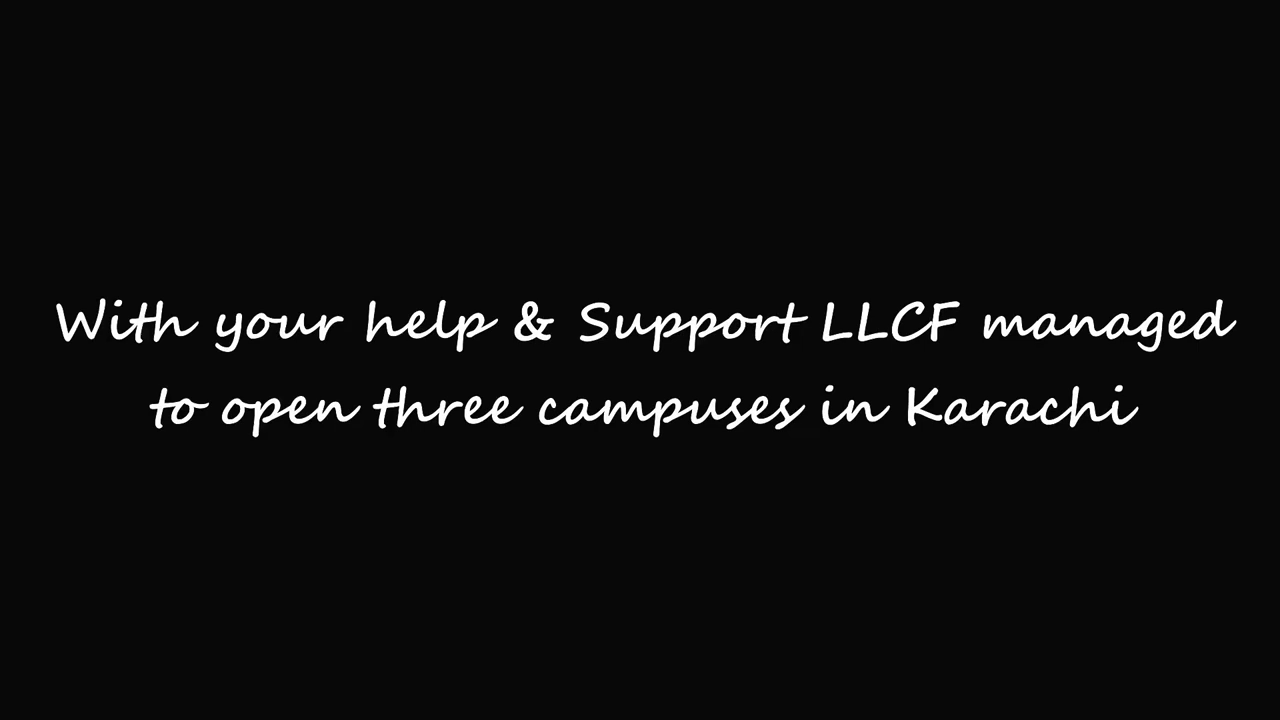 With your help & Support LLCF managed
to open three campuses in Karachi